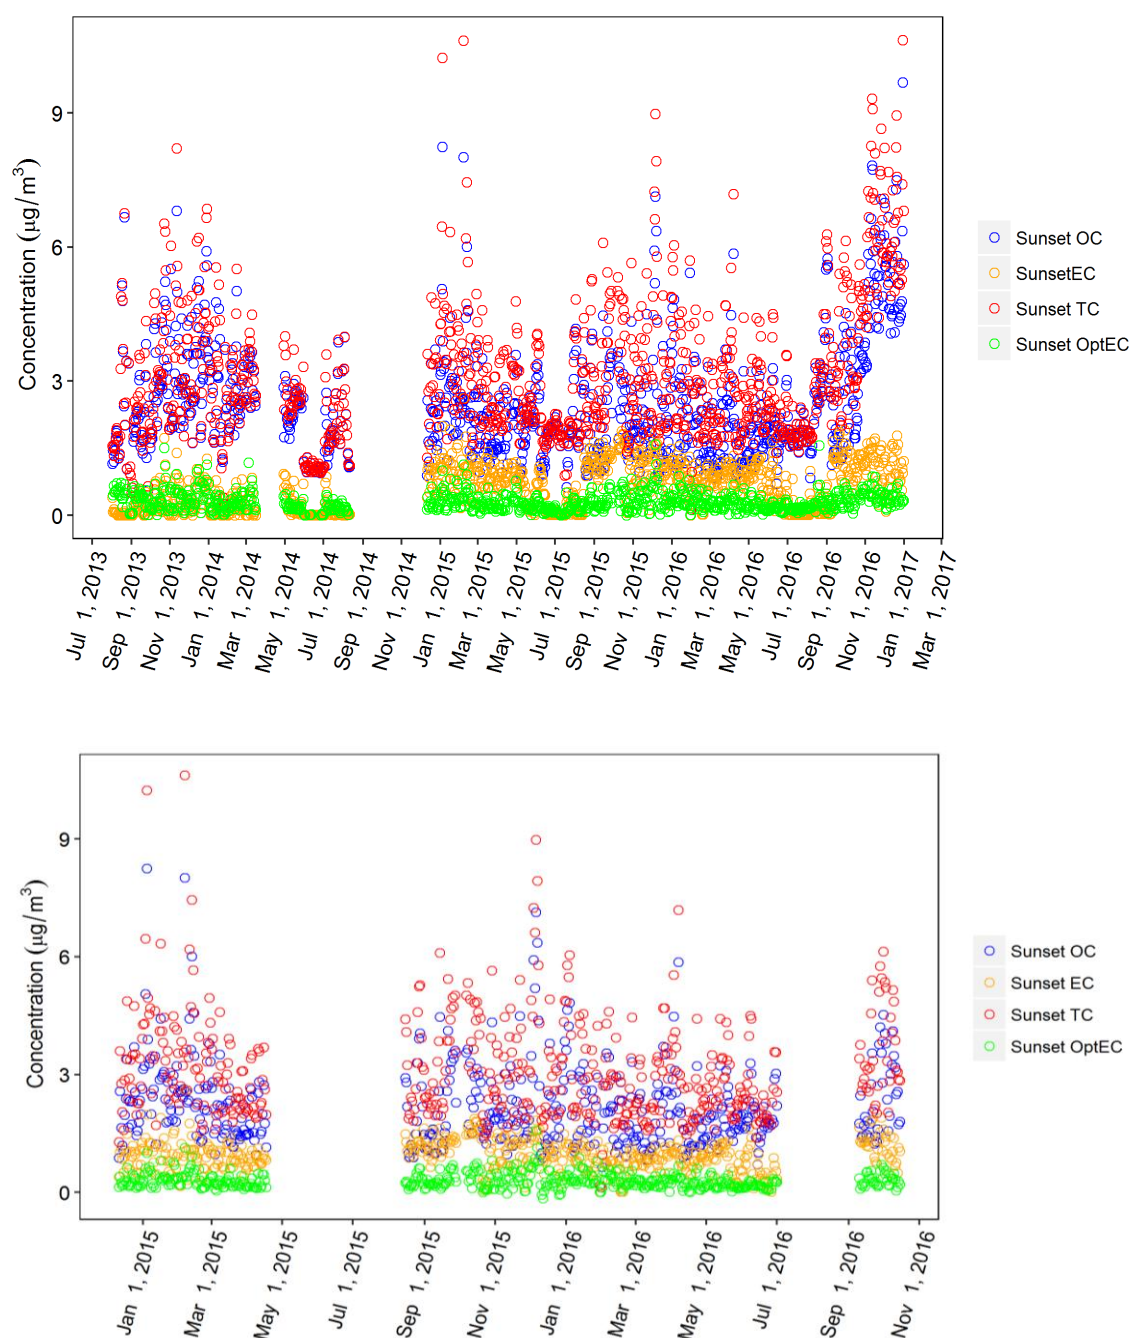 Concentration (μg/m³)
9
6
3
0
Jul 1, 2013
Sep 1, 2013
Nov 1, 2013
Jan 1, 2014
Mar 1, 2014
May 1, 2014
Jul 1, 2014
Sep 1, 2014
Nov 1, 2014
Jan 1, 2015
Mar 1, 2015
May 1, 2015
Jul 1, 2015
Sep 1, 2015
Nov 1, 2015
Jan 1, 2016
Mar 1, 2016
May 1, 2016
Jul 1, 2016
Sep 1, 2016
Nov 1, 2016
Jan 1, 2017
Mar 1, 2017
Sunset OC
SunsetEC
Sunset TC
Sunset OptEC
Concentration (μg/m³)
9
6
3
0
Jan 1, 2015
Mar 1, 2015
May 1, 2015
Jul 1, 2015
Sep 1, 2015
Nov 1, 2015
Jan 1, 2016
Mar 1, 2016
May 1, 2016
Jul 1, 2016
Sep 1, 2016
Nov 1, 2016
Sunset OC
Sunset EC
Sunset TC
Sunset OptEC